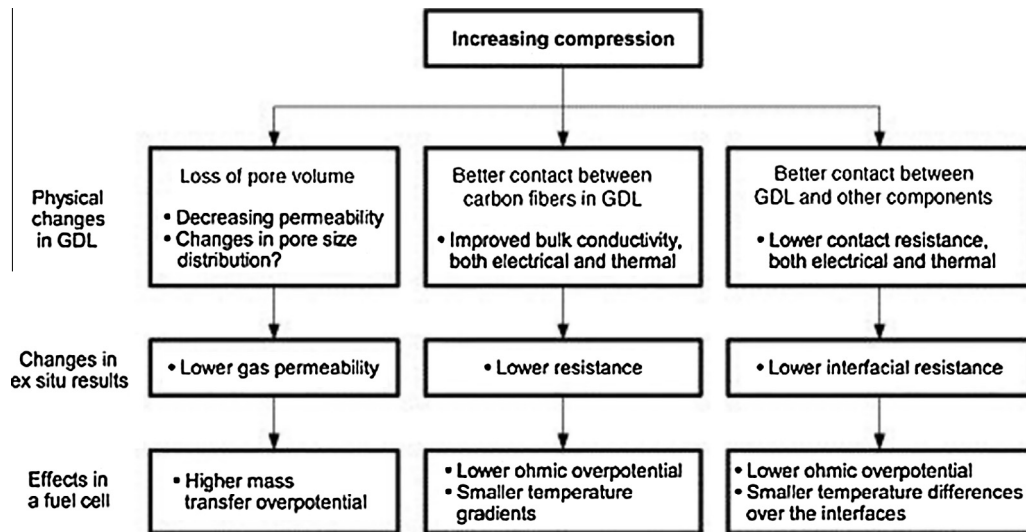 Increasing compression
Physical
changes
in GDL
Loss of pore volume
• Decreasing permeability
• Changes in pore size
distribution?
Better contact between
carbon fibers in GDL
• Improved bulk conductivity,
both electrical and thermal
Better contact between
GDL and other components
• Lower contact resistance,
both electrical and thermal
Changes in
ex situ results
• Lower gas permeability
• Lower resistance
• Lower interfacial resistance
Effects in
a fuel cell
• Higher mass
transfer overpotential
• Lower ohmic overpotential
• Smaller temperature
gradients
• Lower ohmic overpotential
• Smaller temperature differences
over the interfaces